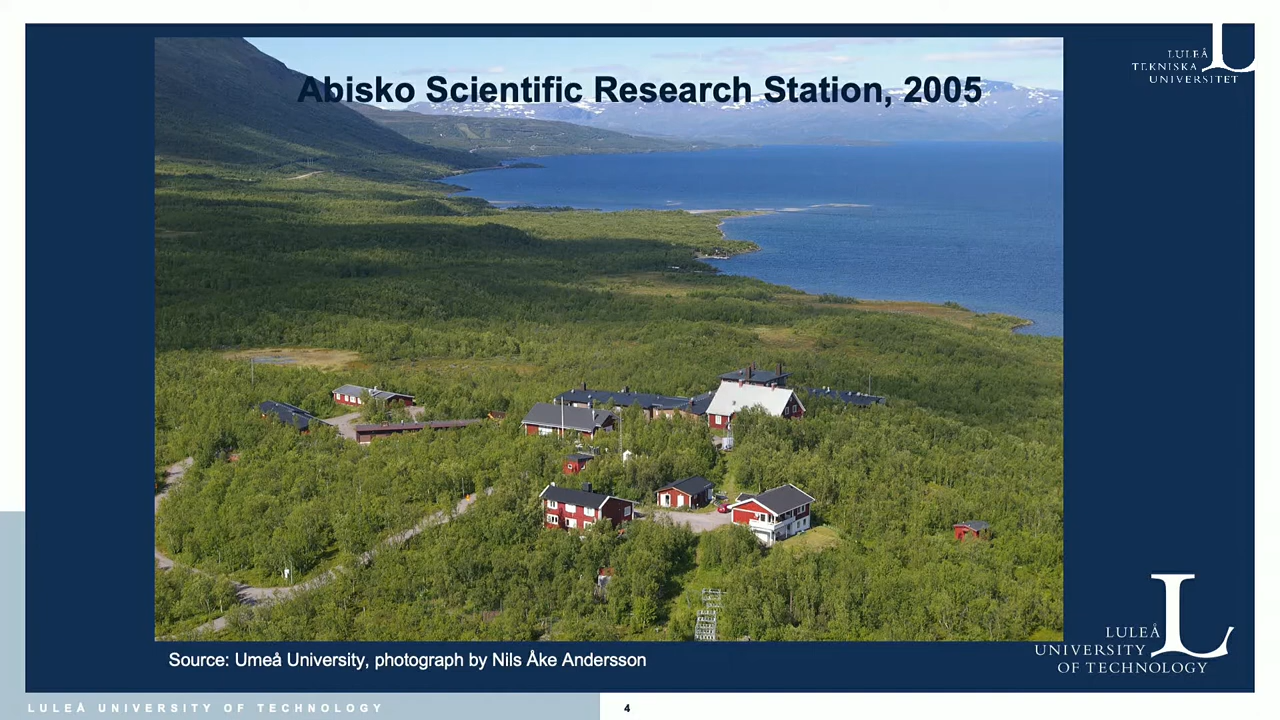 Abisko Scientific Research Station, 2005
LULEÅ
TEKNISKA
UNIVERSITET
Source: Umeå University, photograph by Nils Åke Andersson
LULEÅ
UNIVERSITY
OF TECHNOLOGY
LULEÅ UNIVERSITY OF TECHNOLOGY
4